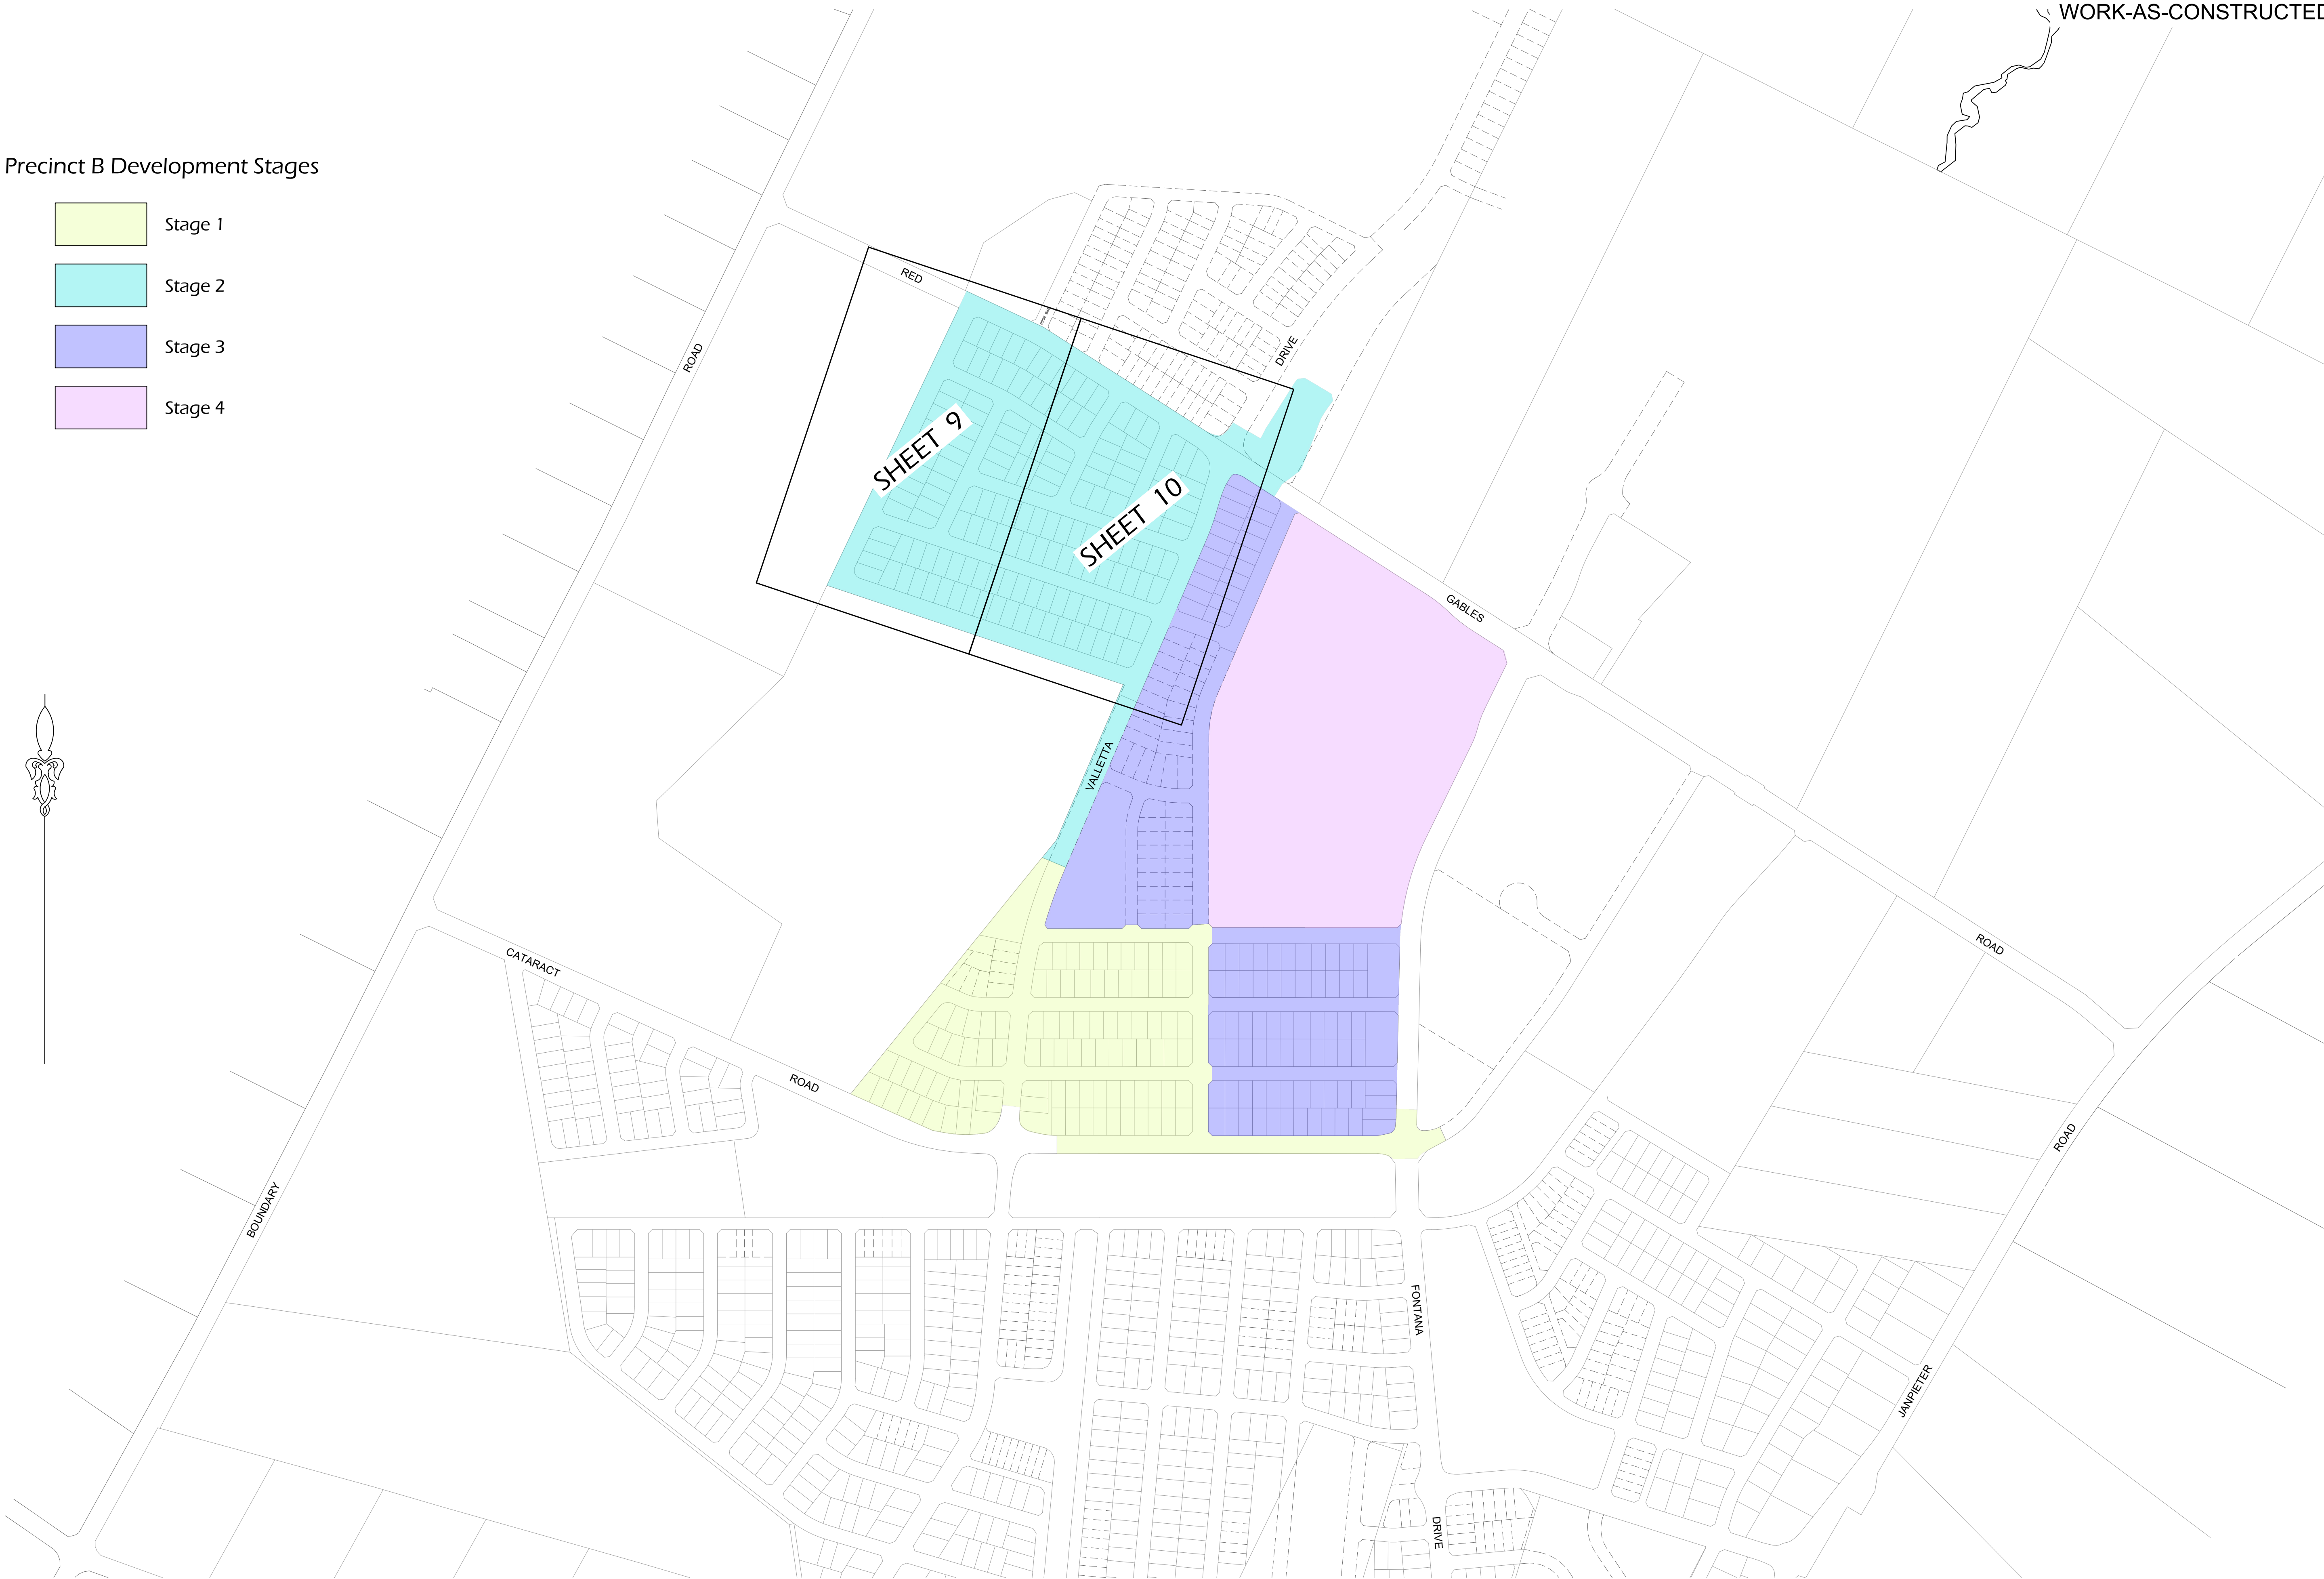 WORK-AS-CONSTRUCTED
Precinct B Development Stages
Stage 1
Stage 2
Stage 3
Stage 4
RED
ROAD
DRIVE
SHEET 9
SHEET 10
GABLES
VALLETTA
CATARACT
ROAD
ROAD
ROAD
BOUNDARY
FONTANA
JANPIETER
DRIVE